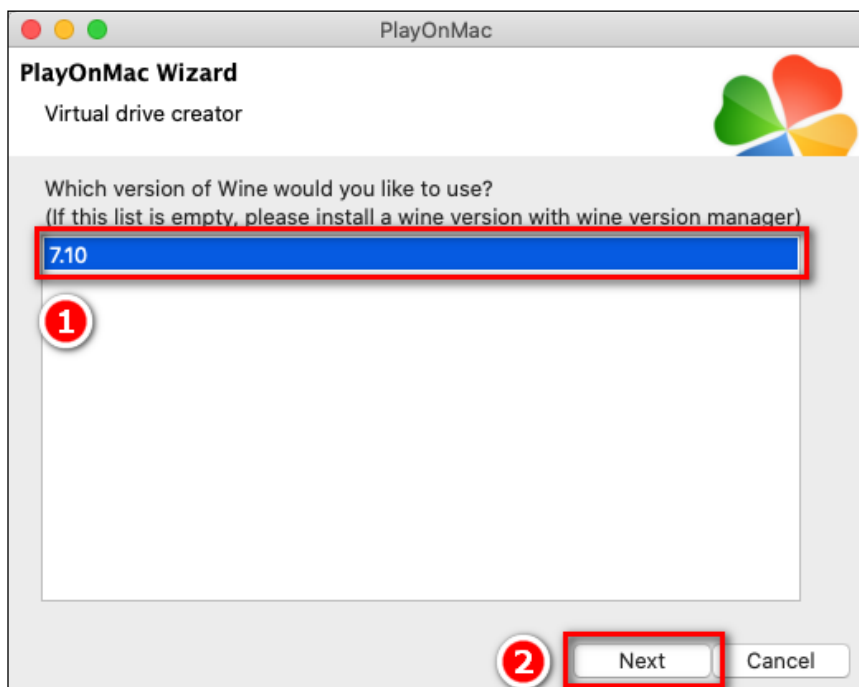 PlayOnMac
PlayOnMac Wizard
Virtual drive creator
Which version of Wine would you like to use?
(If this list is empty, please install a wine version with wine version manager)
7.10
1
2
Next
Cancel